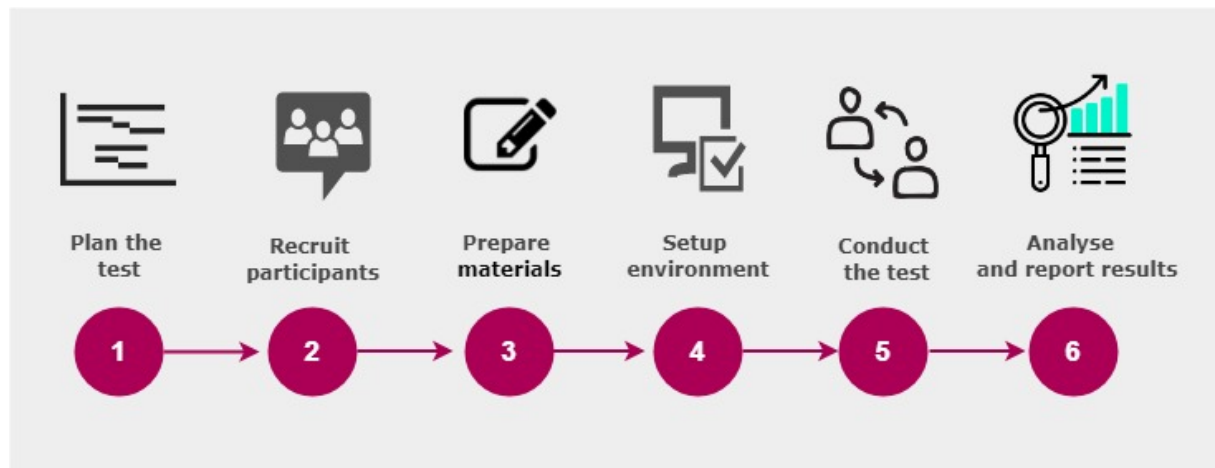 Plan the
test
Recruit
participants
Prepare
materials
Setup
environment
Conduct
the test
Analyse
and report results
1
2
3
4
5
6